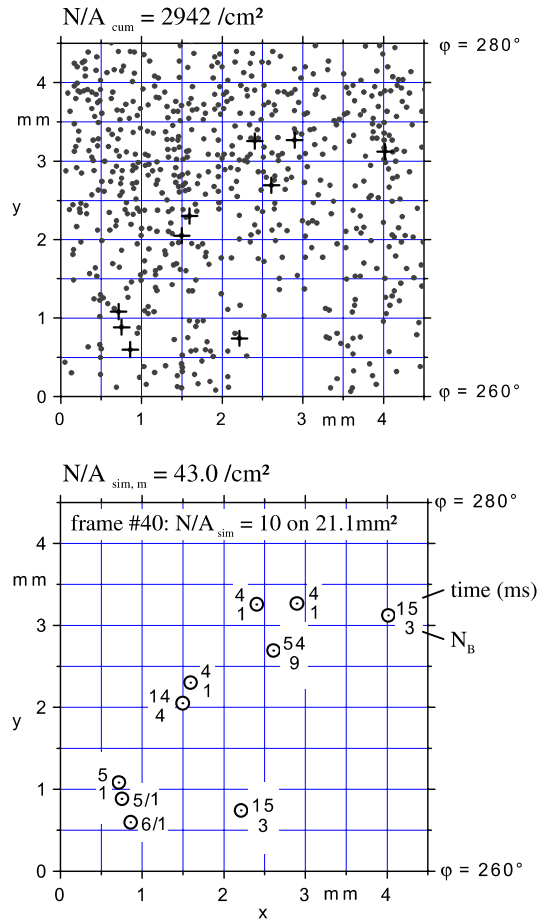 N/A cum = 2942 /cm²
φ = 280°
4
mm
3
y
2
1
0
φ = 260°
0 1 2 3 mm 4
N/A sim, m = 43.0 /cm²
φ = 280°
frame #40: N/A sim = 10 on 21.1mm²
4
mm
4 4 time (ms)
1 1 15
3 3 N_B
54
9
4
1
14
4
2
y
5
1
1
5/1
15
6/1
3
0
φ = 260°
0 1 2 3 mm 4
x